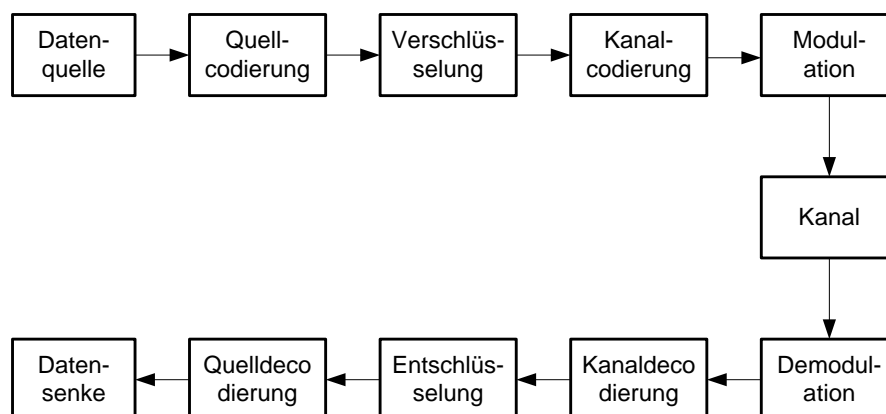 Daten-
quelle
Quell-
codierung
Verschlüs-
selung
Kanal-
codierung
Modul-
ation
Kanal
Daten-
senke
Quelldeco
dierung
Entschlüs-
selung
Kanaldeco
dierung
Demodul-
ation